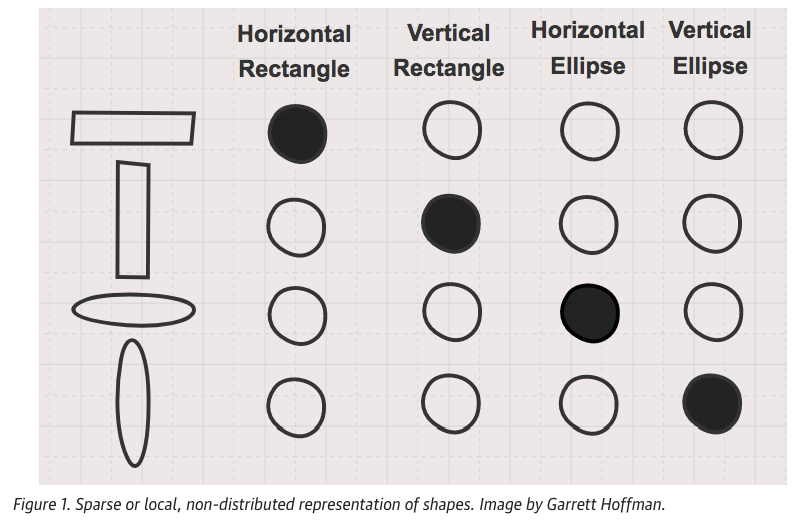 Horizontal Rectangle
Vertical Rectangle
Horizontal Ellipse
Vertical Ellipse
Figure 1. Sparse or local, non-distributed representation of shapes. Image by Garrett Hoffman.